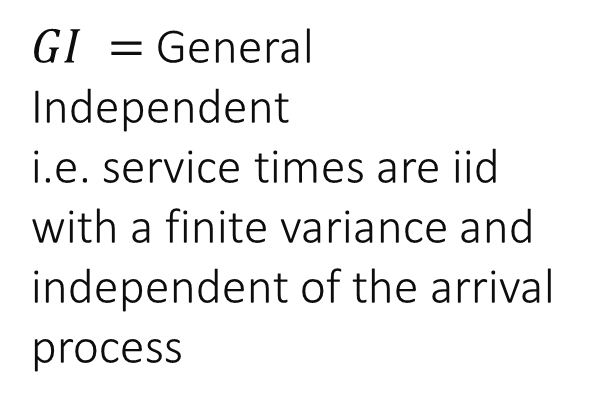 GI = General
Independent
i.e. service times are iid
with a finite variance and
independent of the arrival
process